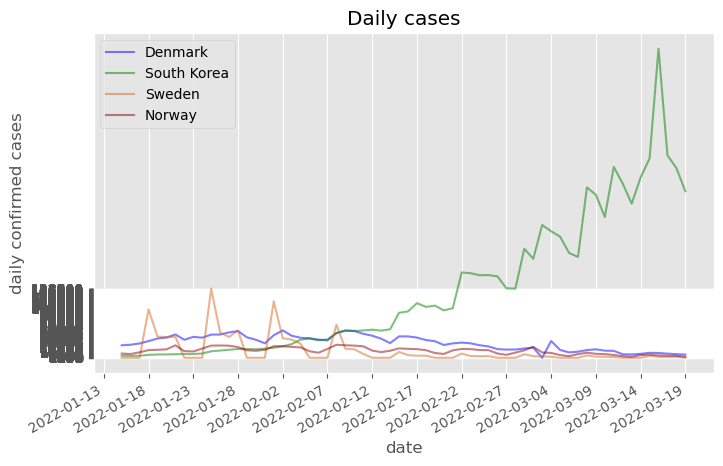 Daily cases
Denmark
South Korea
Sweden
Norway
daily confirmed cases
2022-01-13
2022-01-18
2022-01-23
2022-01-28
2022-02-02
2022-02-07
2022-02-12
2022-02-17
2022-02-22
2022-02-27
2022-03-04
2022-03-09
2022-03-14
2022-03-19
date